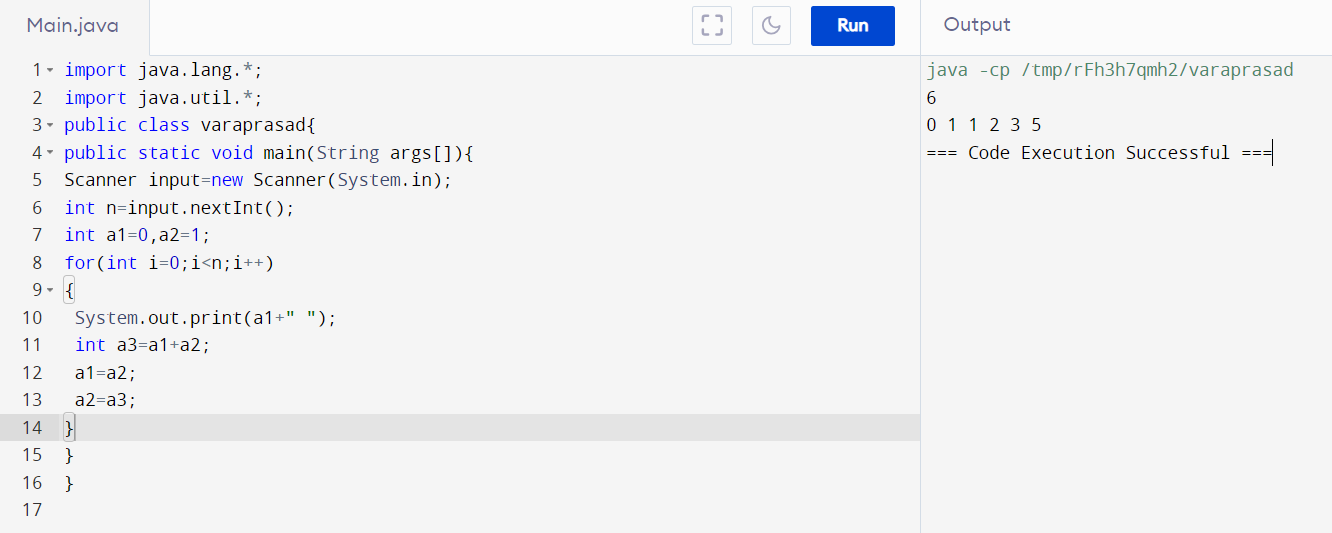 Main.java
Run
Output
1 import java.lang.*;
2 import java.util.*;
3 public class varaprasad{
4 public static void main(String args[]){
5 Scanner input=new Scanner(System.in);
6 int n=input.nextInt();
7 int a1=0,a2=1;
8 for(int i=0;i<n;i++)
9 {
10 System.out.print(a1+" ");
11 int a3=a1+a2;
12 a1=a2;
13 a2=a3;
14 }
15 }
16 }
17
java -cp /tmp/rFh3h7qmh2/varaprasad
6
0 1 1 2 3 5
=== Code Execution Successful ===